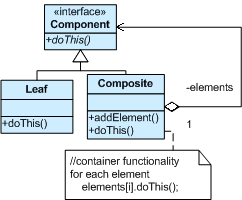 «interface»
Component
+doThis()
Leaf
+doThis()
Composite
+addElement()
+doThis()
-elements
1
//container functionality
for each element
elements[i].doThis();